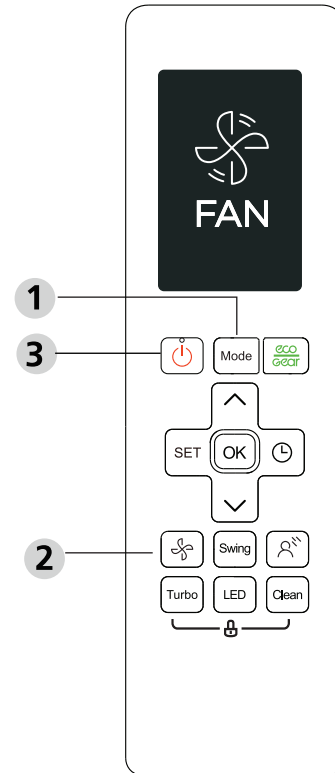 FAN
1
3
Mode
eco
Gear
SET
OK
2
Swing
Turbo
LED
Clean